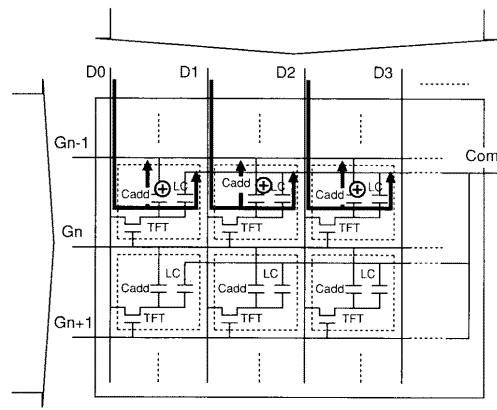 D0 D1 D2 D3
Gn-1
Com
Cadd LC Cadd LC Cadd LC
Gn
TFT TFT TFT
LC LC LC
Cadd Cadd Cadd
Gn+1
TFT TFT TFT